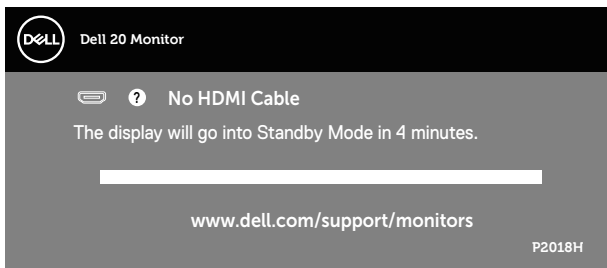 DELL
Dell 20 Monitor
? No HDMI Cable
The display will go into Standby Mode in 4 minutes.
www.dell.com/support/monitors
P2018H